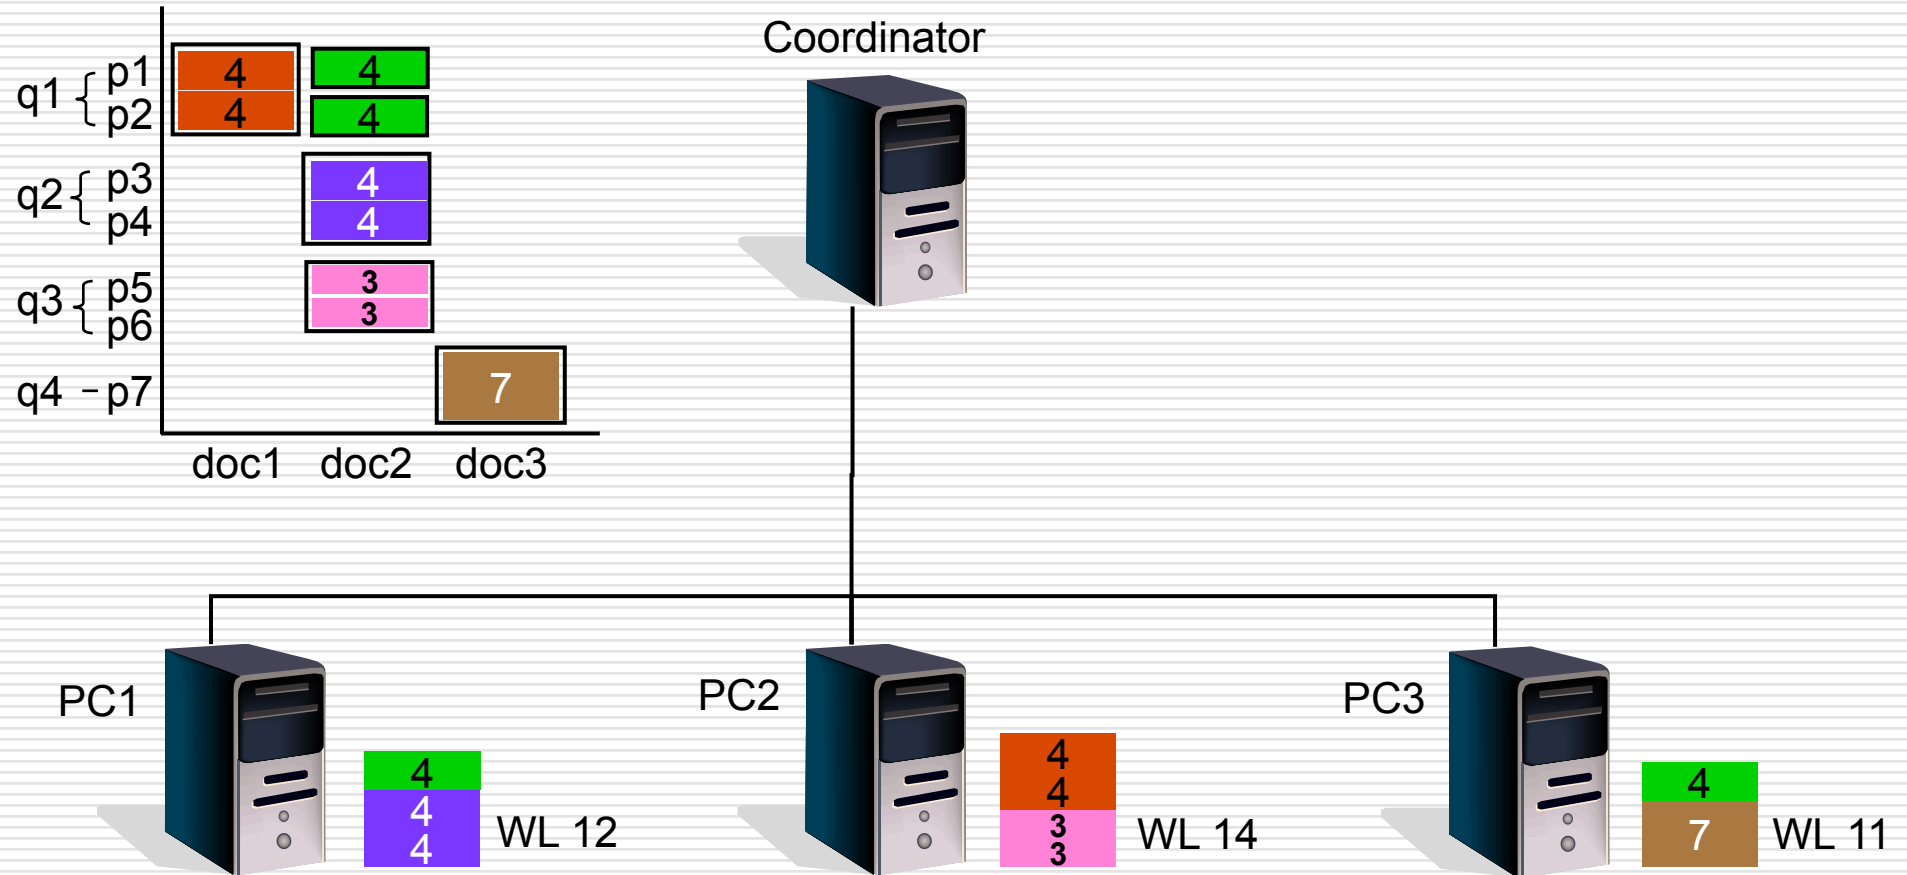 Coordinator
q1 { p1 4 4
p2 4 4
q2 { p3 4
p4 4
q3 { p5 3
p6 3
q4 - p7 7
doc1 doc2 doc3
PC1
4
4
4
WL 12
PC2
4
4
3
3
WL 14
PC3
4
7
WL 11